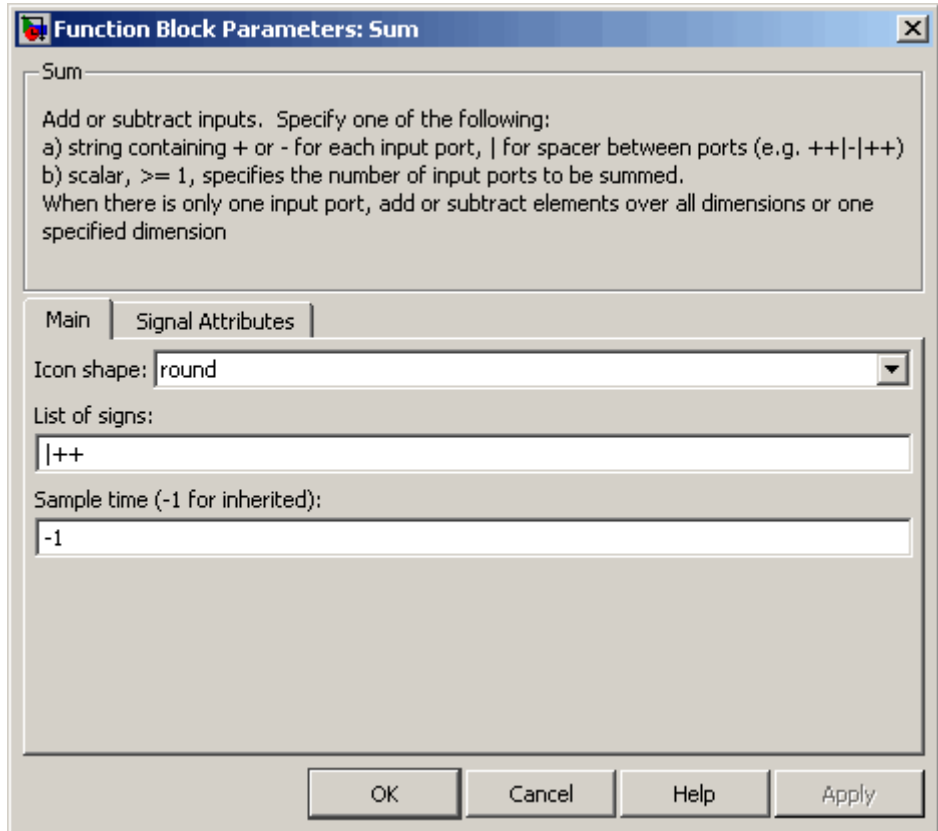 Function Block Parameters: Sum
Sum
Add or subtract inputs.  Specify one of the following:
a) string containing + or - for each input port, | for spacer between ports (e.g. ++|-|++)
b) scalar, >= 1, specifies the number of input ports to be summed.
When there is only one input port, add or subtract elements over all dimensions or one
specified dimension
Main
Signal Attributes
Icon shape: round
List of signs:
|++
Sample time (-1 for inherited):
-1
OK
Cancel
Help
Apply